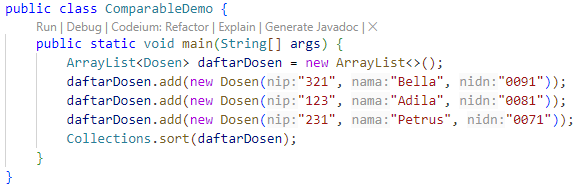 public class ComparableDemo {
Run | Debug | Codeium: Refactor | Explain | Generate Javadoc | ×
public static void main(String[] args) {
ArrayList<Dosen> daftarDosen = new ArrayList<>();
daftarDosen.add(new Dosen(nip:"321", nama:"Bella", nidn:"0091"));
daftarDosen.add(new Dosen(nip:"123", nama:"Adila", nidn:"0081"));
daftarDosen.add(new Dosen(nip:"231", nama:"Petrus", nidn:"0071"));
Collections.sort(daftarDosen);
}
}